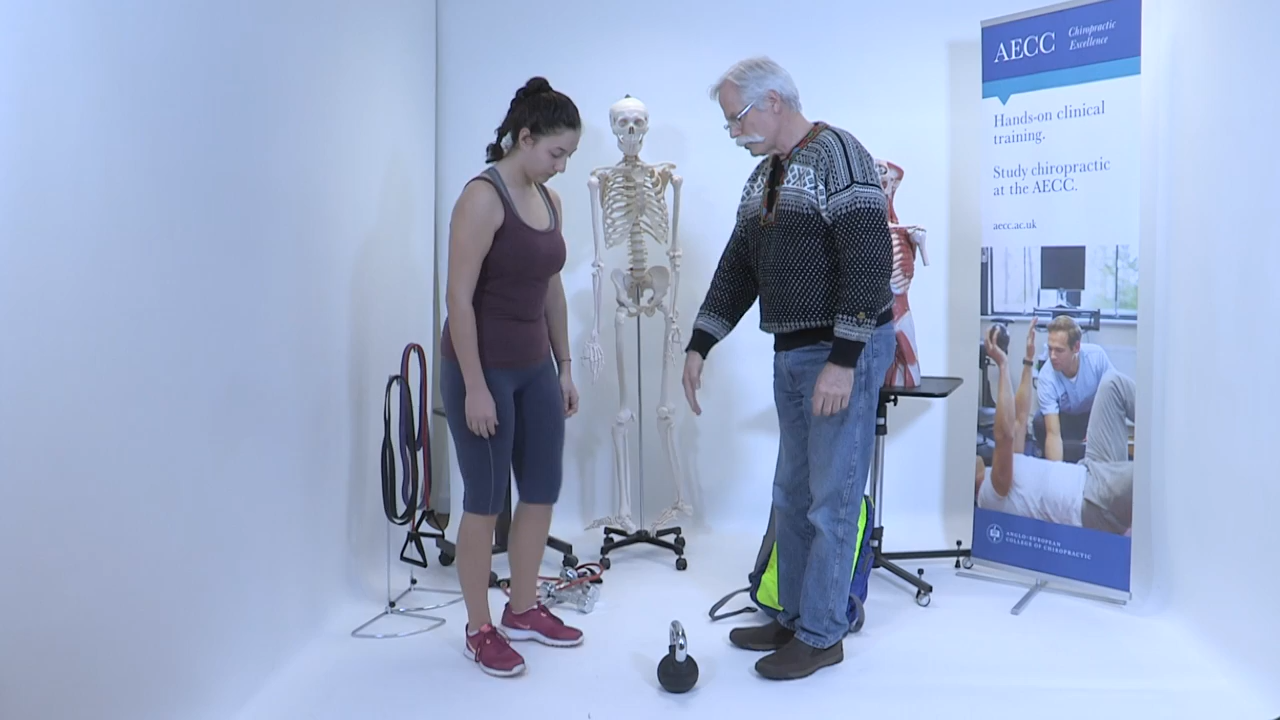 AECC
Chiropractic
Excellence
Hands-on clinical
training.
Study chiropractic
at the AECC.
aecc.ac.uk
ANGLO-EUROPEAN
COLLEGE OF CHIROPRACTIC